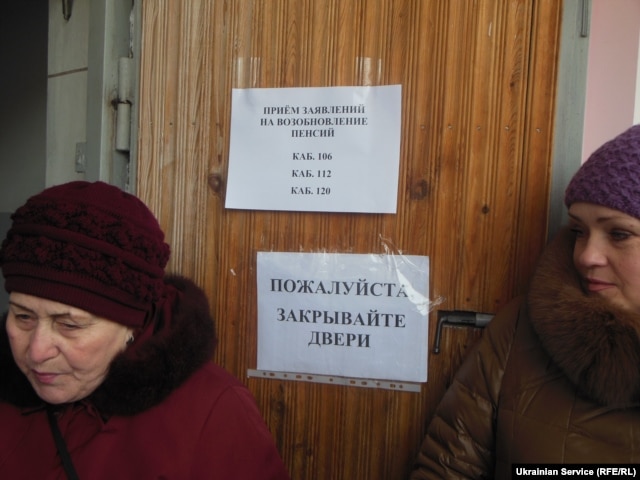 ПРИЁМ ЗАЯВЛЕНИЙ
НА ВОЗОБНОВЛЕНИЕ
ПЕНСИЙ
КАБ. 106
КАБ. 112
КАБ. 120
ПОЖАЛУЙСТА
ЗАКРЫВАЙТЕ
ДВЕРИ
Ukrainian Service (RFE/RL)